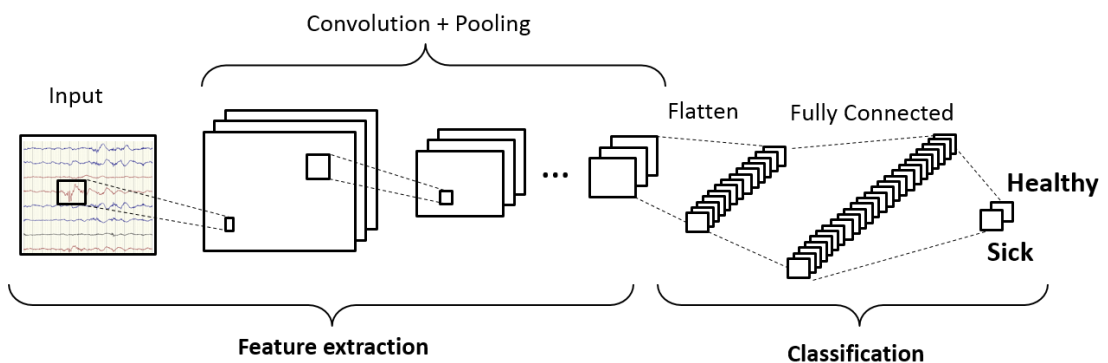 Convolution + Pooling
Input
Flatten
Fully Connected
...
Healthy
Sick
Feature extraction
Classification